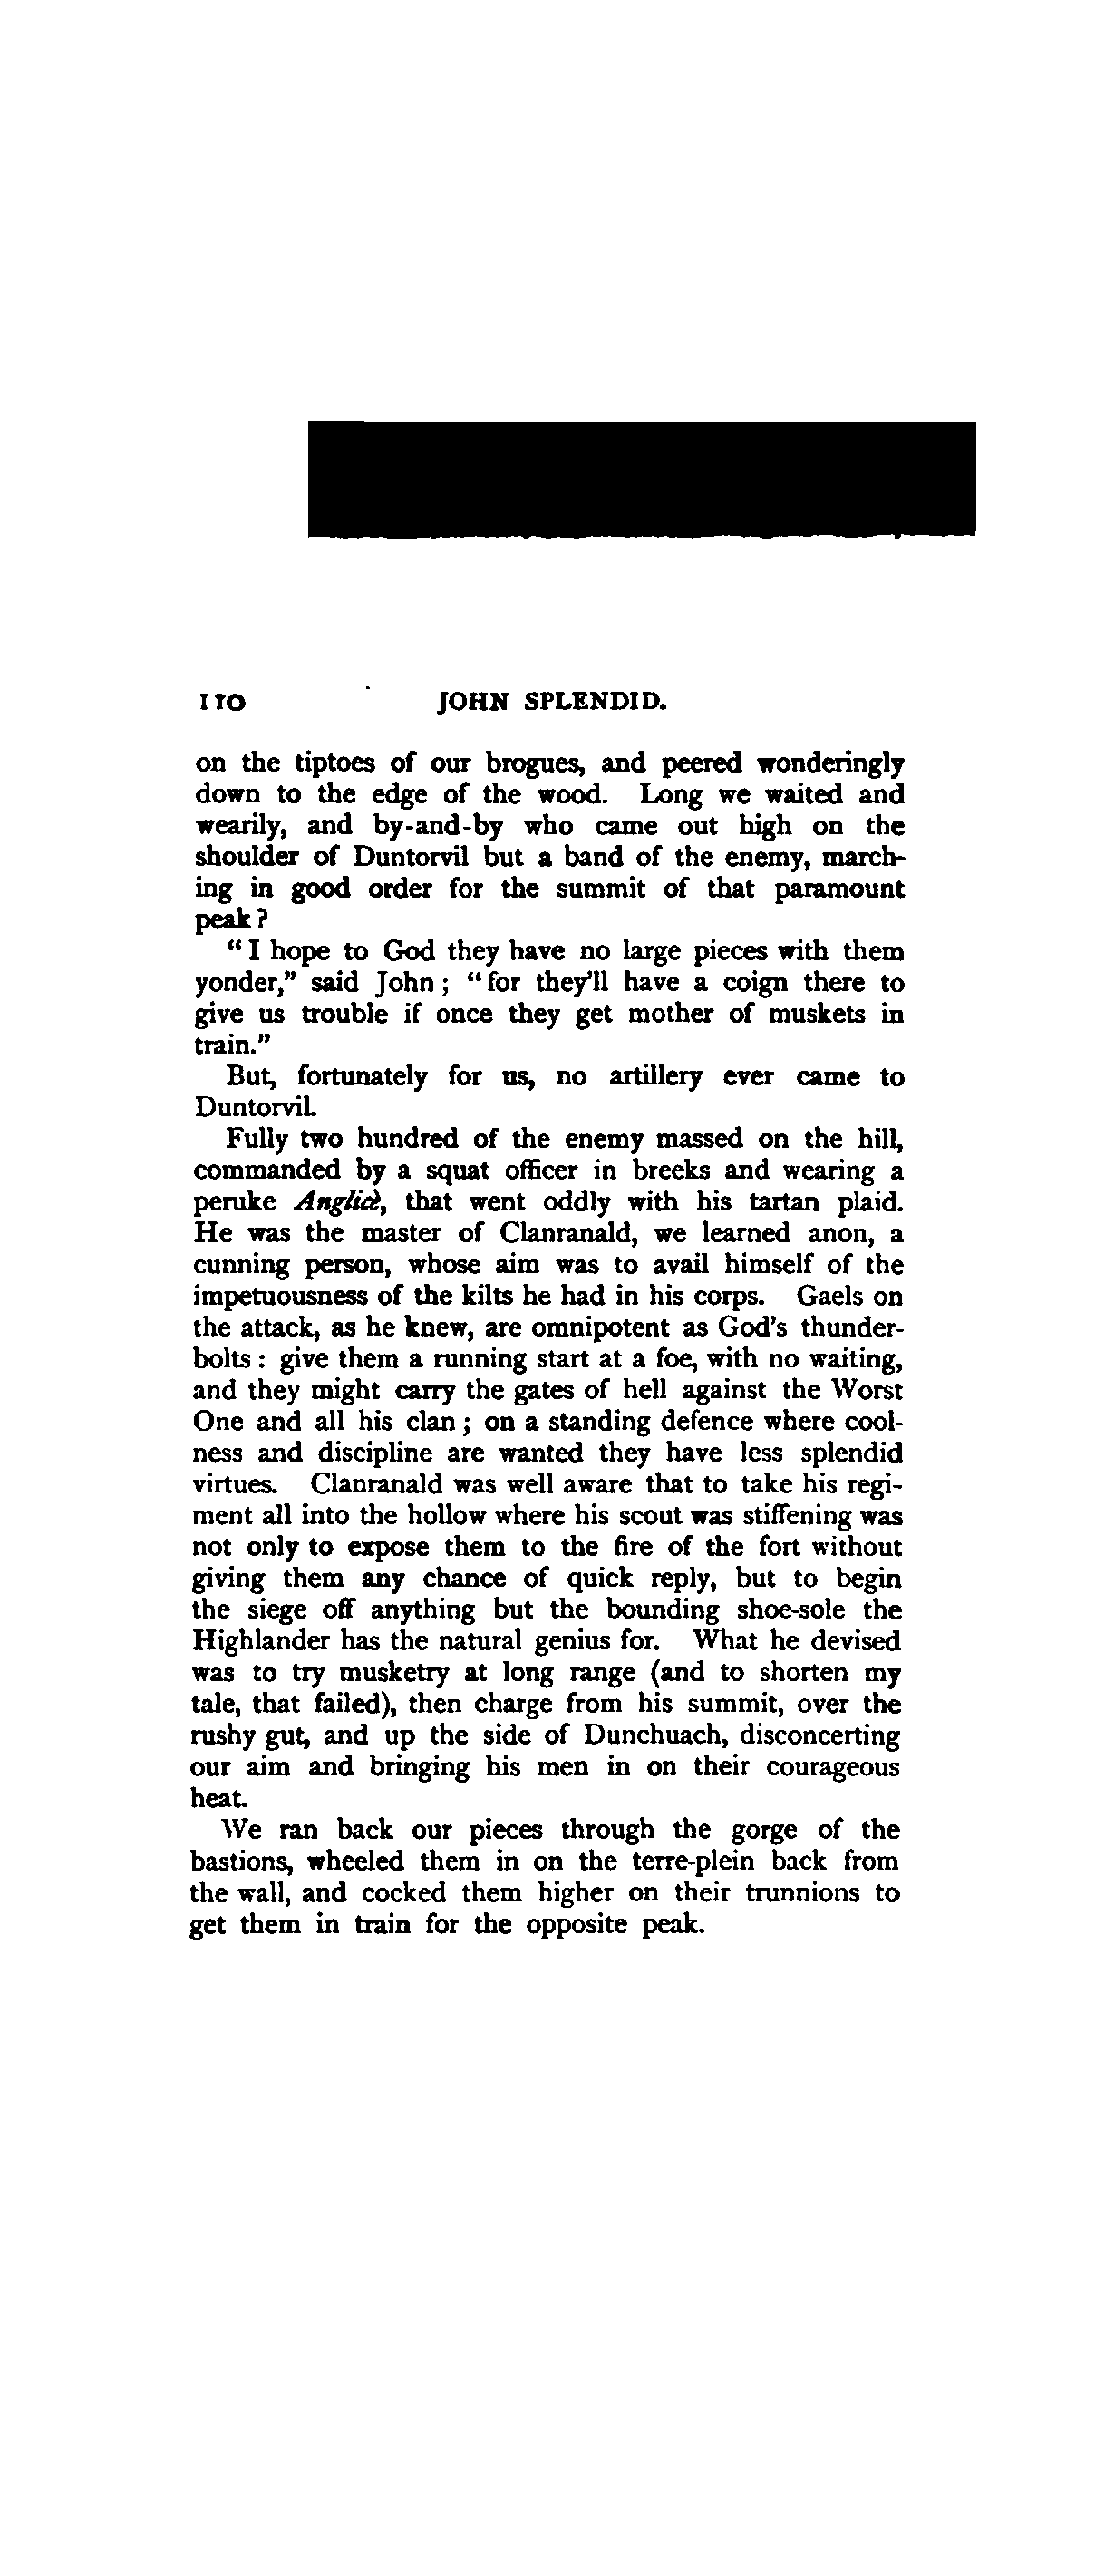 110 JOHN SPLENDID.
on the tiptoes of our brogues, and peered wonderingly
down to the edge of the wood. Long we waited and
wearily, and by-and-by who came out high on the
shoulder of Duntorvil but a band of the enemy, march-
ing in good order for the summit of that paramount
peak?
"I hope to God they have no large pieces with them
yonder," said John; "for they'll have a coign there to
give us trouble if once they get mother of muskets in
train."
But, fortunately for us, no artillery ever came to
Duntorvil.
Fully two hundred of the enemy massed on the hill,
commanded by a squat officer in breeks and wearing a
peruke Anglicè, that went oddly with his tartan plaid.
He was the master of Clanranald, we learned anon, a
cunning person, whose aim was to avail himself of the
impetuousness of the kilts he had in his corps. Gaels on
the attack, as he knew, are omnipotent as God's thunder-
bolts: give them a running start at a foe, with no waiting,
and they might carry the gates of hell against the Worst
One and all his clan; on a standing defence where cool-
ness and discipline are wanted they have less splendid
virtues. Clanranald was well aware that to take his regi-
ment all into the hollow where his scout was stiffening was
not only to expose them to the fire of the fort without
giving them any chance of quick reply, but to begin
the siege off anything but the bounding shoe-sole the
Highlander has the natural genius for. What he devised
was to try musketry at long range (and to shorten my
tale, that failed), then charge from his summit, over the
rushy gut, and up the side of Dunchuach, disconcerting
our aim and bringing his men in on their courageous
heat.
We ran back our pieces through the gorge of the
bastions, wheeled them in on the terre-plein back from
the wall, and cocked them higher on their trunnions to
get them in train for the opposite peak.